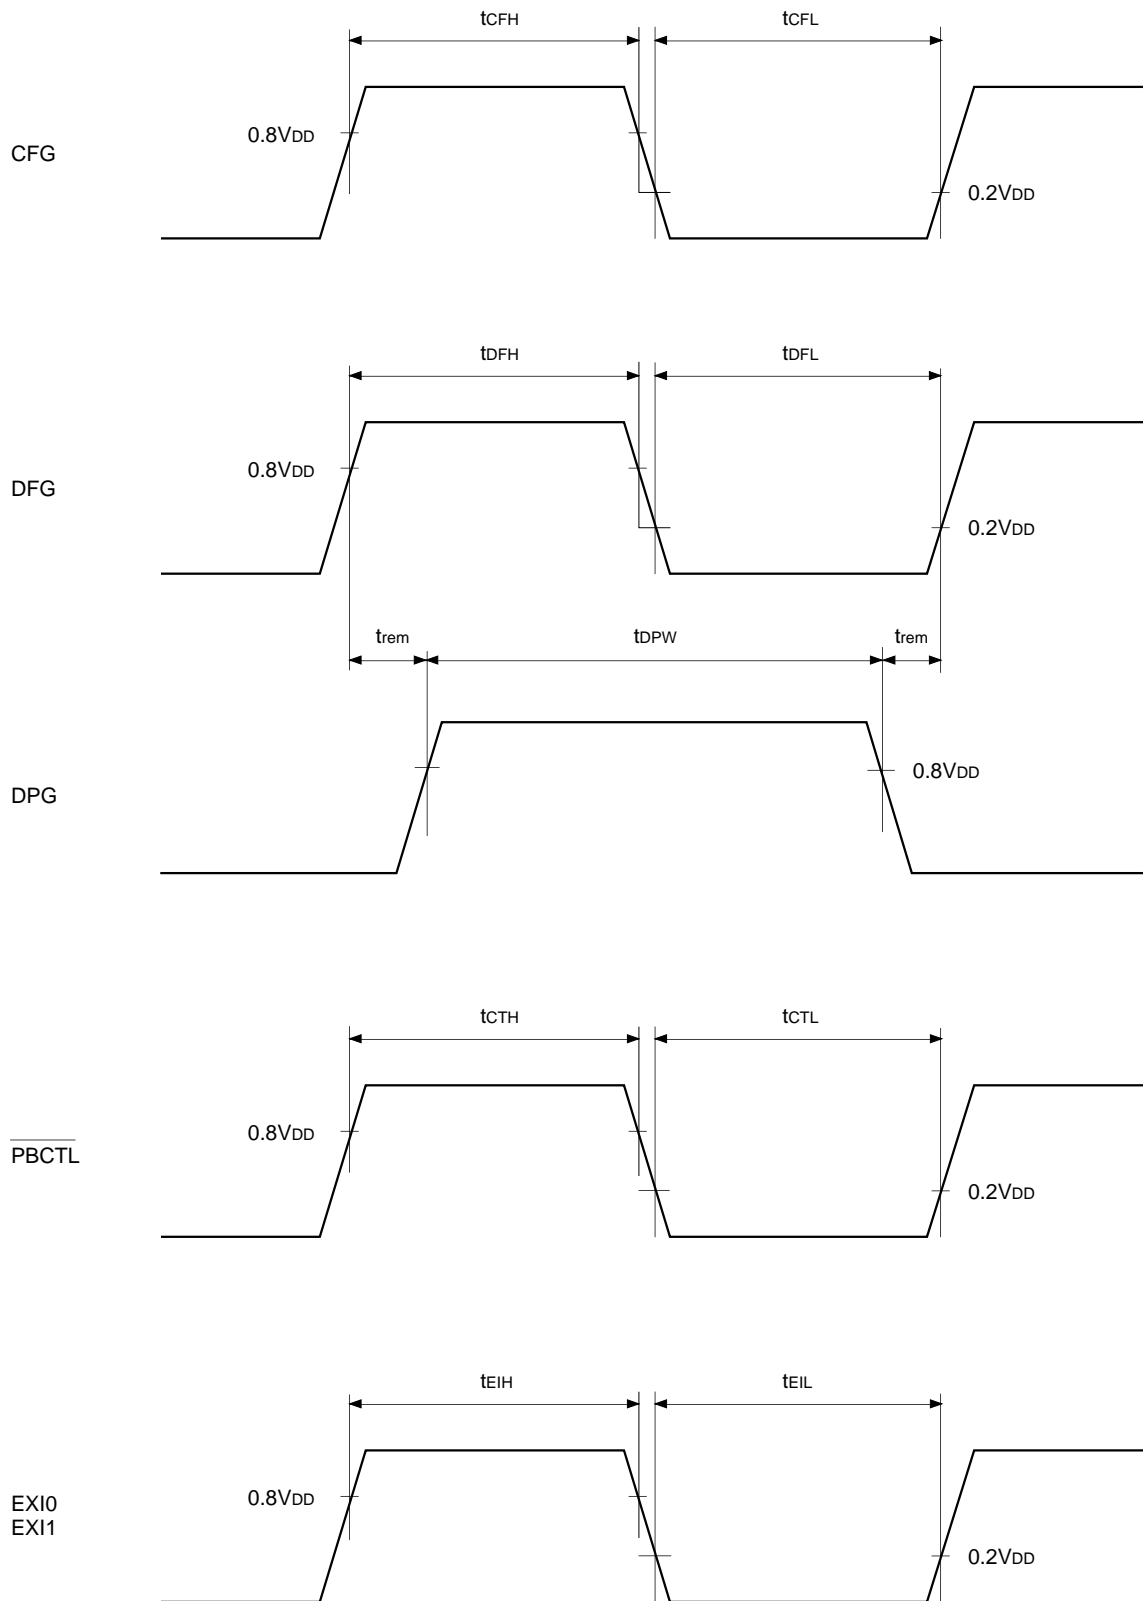 tCFH tCFL
0.8VDD
CFG
0.2VDD
tDFH tDFL
0.8VDD
DFG
0.2VDD
trem tDPW trem
0.8VDD
DPG
tCTH tCTL
0.8VDD
PBCTL
0.2VDD
tEIH tEIL
0.8VDD
EXI0
EXI1
0.2VDD